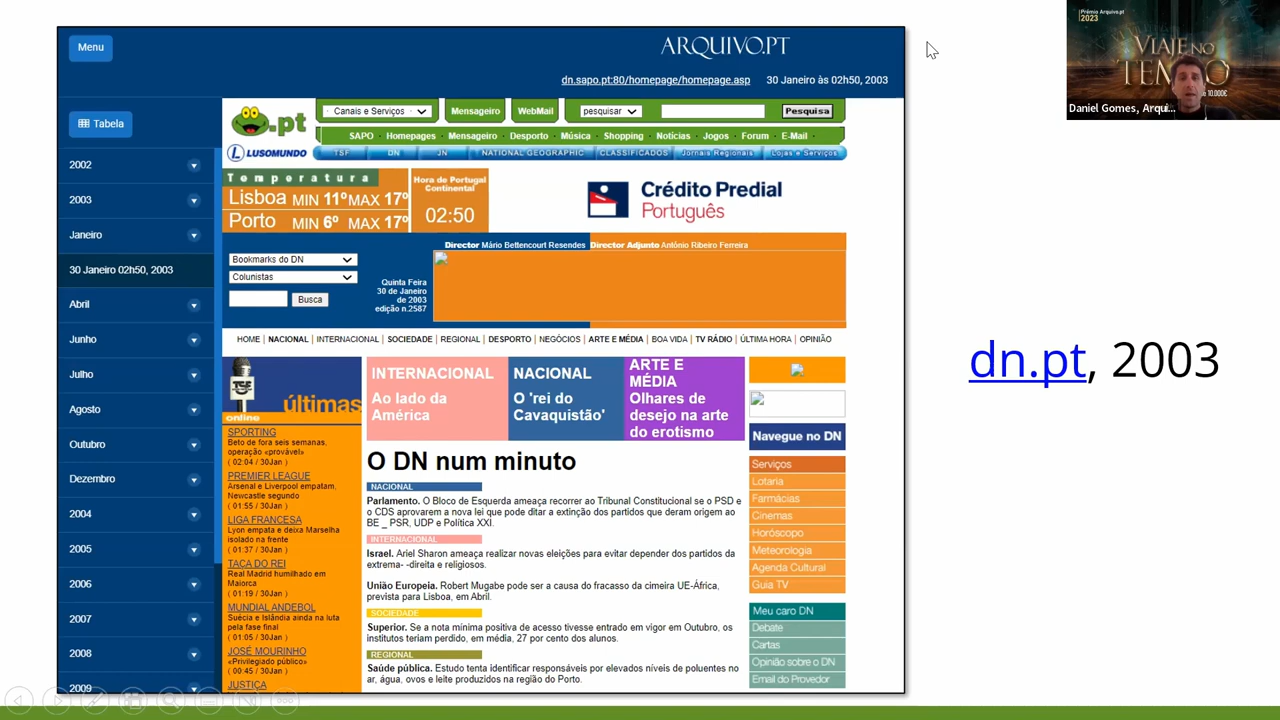 Menu
ARQUIVO.PT
dn.sapo.pt:80/homepage/homepage.asp 30 Janeiro às 02h50, 2003
Tabela
2002
2003
Janeiro
30 Janeiro 02h50, 2003
Abril
Junho
Julho
Agosto
Outubro
Dezembro
2004
2005
2006
2007
2008
2009
.pt
· Canais e Serviços · Mensageiro WebMail pesquisar Pesquisa
SAPO · Homepages · Mensageiro · Desporto · Música · Shopping · Notícias · Jogos · Forum · E-Mail ·
LUSOMUNDO TSF DN JN NATIONAL GEOGRAPHIC CLASSIFICADOS Jornais Regionais Lojas e Serviços
Temperatura
Lisboa MIN 11º MAX 17º
Porto MIN 6º MAX 17º
Hora de Portugal
Continental
02:50
Crédito Predial
Português
Director Mário Bettencourt Resendes Director Adjunto António Ribeiro Ferreira
Bookmarks do DN
Colunistas
Busca
Quinta Feira
30 de Janeiro
de 2003
edição n.2587
HOME | NACIONAL | INTERNACIONAL | SOCIEDADE | REGIONAL | DESPORTO | NEGÓCIOS | ARTE E MÉDIA | BOA VIDA | TV RÁDIO | ÚLTIMA HORA | OPINIÃO
TSF
últimas
online
SPORTING
Beto de fora seis semanas,
operação «provável»
( 02:04 / 30Jan )
PREMIER LEAGUE
Arsenal e Liverpool empatam,
Newcastle segundo
( 01:55 / 30Jan )
LIGA FRANCESA
Lyon empata e deixa Marselha
isolado na frente
( 01:37 / 30Jan )
TAÇA DO REI
Real Madrid humilhado em
Maiorca
( 01:19 / 30Jan )
MUNDIAL ANDEBOL
Suécia e Islândia ainda na luta
pela fase final
( 01:05 / 30Jan )
JOSÉ MOURINHO
«Privilegiado público»
( 00:45 / 30Jan )
JUSTIÇA
INTERNACIONAL
Ao lado da
América
NACIONAL
O 'rei do
Cavaquistão'
ARTE E
MÉDIA
Olhares de
desejo na arte
do erotismo
O DN num minuto
NACIONAL
Parlamento. O Bloco de Esquerda ameaça recorrer ao Tribunal Constitucional se o PSD e
o CDS aprovarem a nova lei que pode ditar a extinção dos partidos que deram origem ao
BE _ PSR, UDP e Política XXI.
INTERNACIONAL
Israel. Ariel Sharon ameaça realizar novas eleições para evitar depender dos partidos da
extrema- -direita e religiosos.
União Europeia. Robert Mugabe pode ser a causa do fracasso da cimeira UE-África,
prevista para Lisboa, em Abril.
SOCIEDADE
Superior. Se a nota mínima positiva de acesso tivesse entrado em vigor em Outubro, os
institutos teriam perdido, em média, 27 por cento dos alunos.
REGIONAL
Saúde pública. Estudo tenta identificar responsáveis por elevados níveis de poluentes no
ar, água, ovos e leite produzidos na região do Porto.
Navegue no DN
Serviços
Lotaria
Farmácias
Cinemas
Horóscopo
Meteorologia
Agenda Cultural
Guia TV
Meu caro DN
Debate
Cartas
Opinião sobre o DN
Email do Provedor
dn.pt, 2003
Prémio Arquivo.pt
2023
VIAJE NO
TEMPO
10.000€
Daniel Gomes, Arqui...